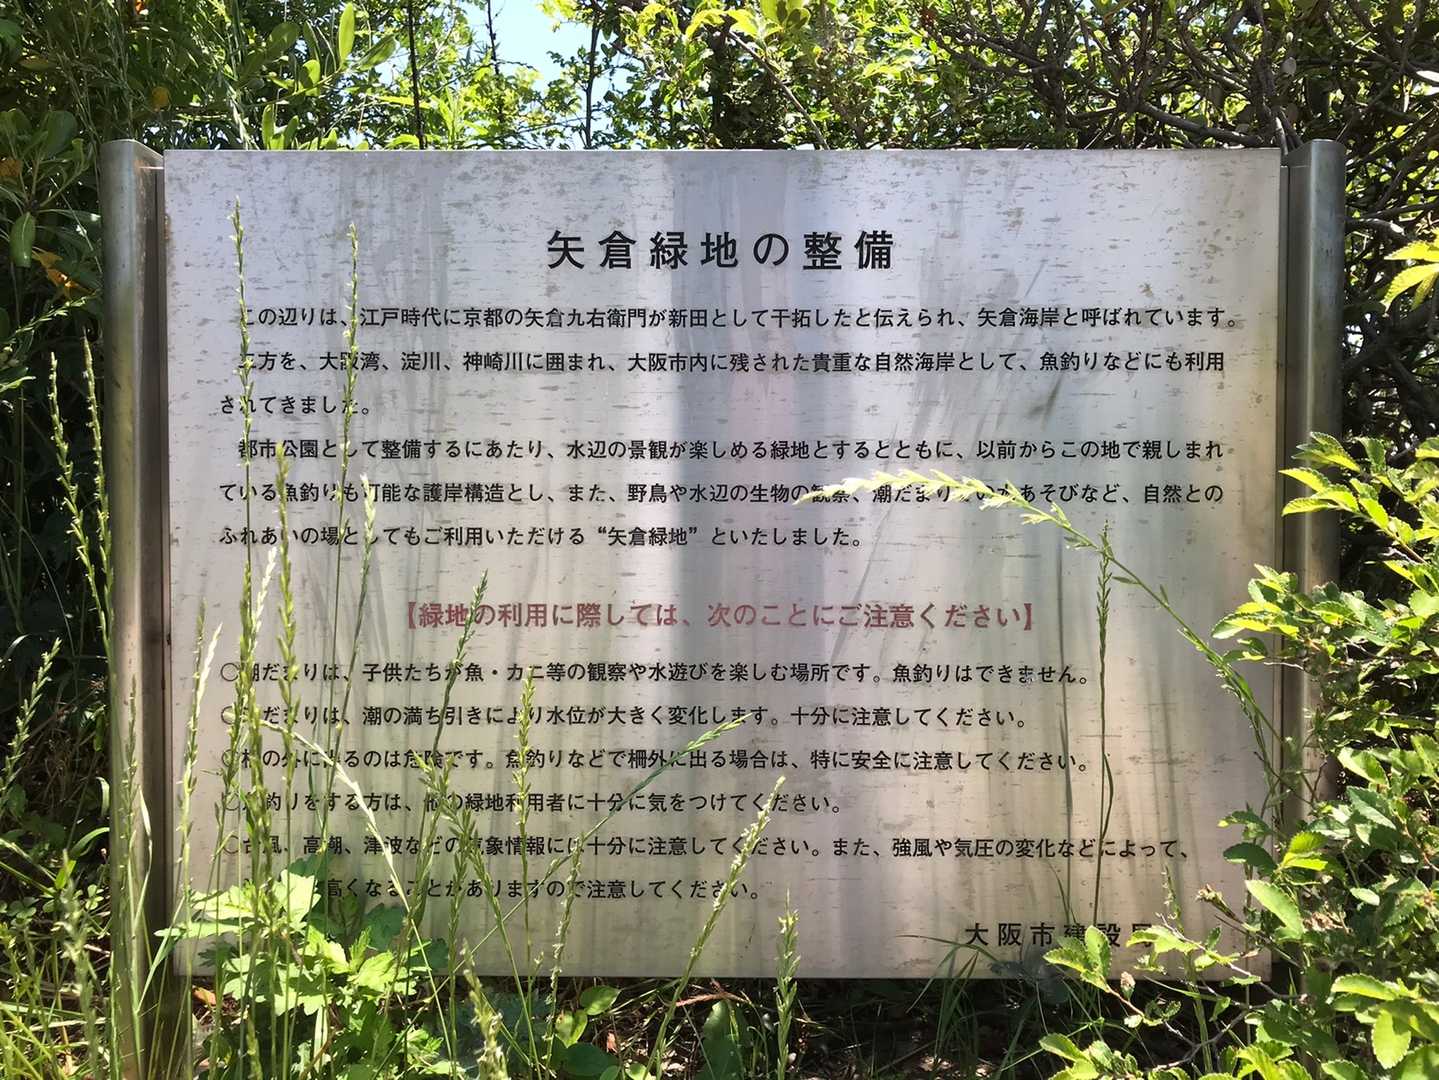 矢倉緑地の整備
この辺りは、江戸時代に京都の矢倉九右衛門が新田として干拓したと伝えられ、矢倉海岸と呼ばれています。
三方を、大阪湾、淀川、神崎川に囲まれ、大阪市内に残された貴重な自然海岸として、魚釣りなどにも利用
されてきました。
都市公園として整備するにあたり、水辺の景観が楽しめる緑地とするとともに、以前からこの地で親しまれ
ている魚釣りも可能な護岸構造とし、また、野鳥や水辺の生物の観察、潮だまりでの水あそびなど、自然との
ふれあいの場としてもご利用いただける“矢倉緑地”といたしました。
【緑地の利用に際しては、次のことにご注意ください】
○潮だまりは、子供たちが魚・カニ等の観察や水遊びを楽しむ場所です。魚釣りはできません。
○潮だまりは、潮の満ち引きにより水位が大きく変化します。十分に注意してください。
○柵の外に出るのは危険です。魚釣りなどで柵外に出る場合は、特に安全に注意してください。
○魚釣りをする方は、他の緑地利用者に十分に気をつけてください。
○台風、高潮、津波などの気象情報には十分に注意してください。また、強風や気圧の変化などによって、
高くなることがありますので注意してください。
大阪市建設局